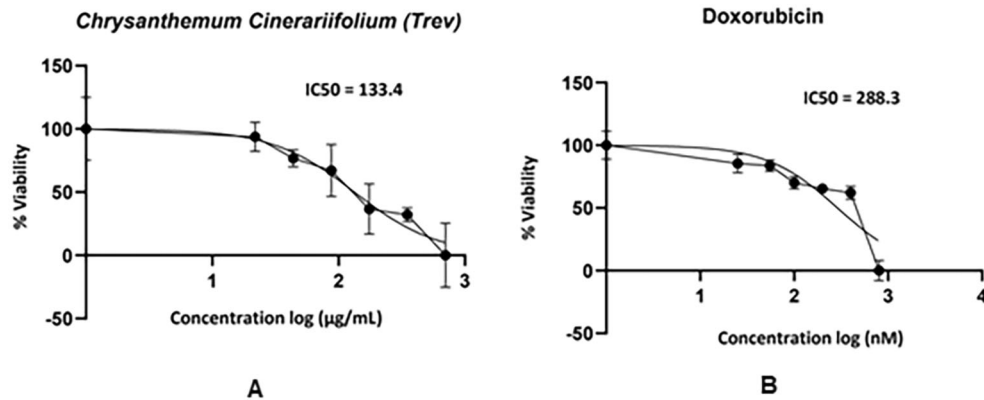 Chrysanthemum Cinerariifolium (Trev)
150
100
50
0
-50
% Viability
IC50 = 133.4
1
2
3
Concentration log (µg/mL)
A
Doxorubicin
150
100
50
0
-50
% Viability
IC50 = 288.3
1
2
3
4
Concentration log (nM)
B